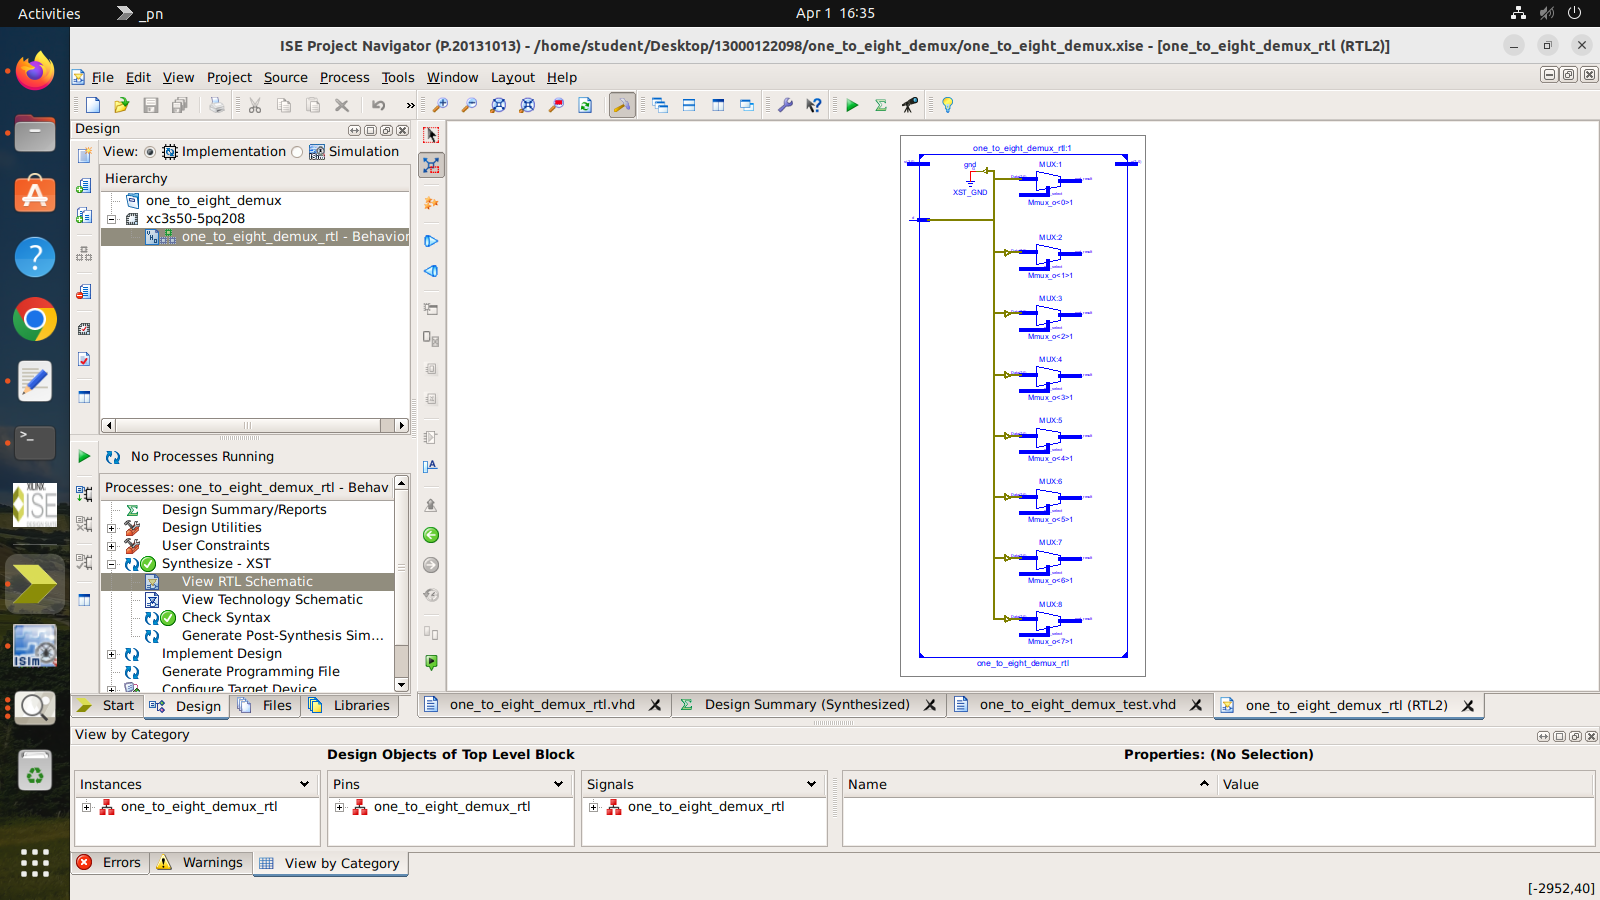 Activities
_pn
Apr 1 16:35
ISE Project Navigator (P.20131013) - /home/student/Desktop/13000122098/one_to_eight_demux/one_to_eight_demux.xise - [one_to_eight_demux_rtl (RTL2)]
File Edit View Project Source Process Tools Window Layout Help
»
Design
View: Implementation Simulation
Hierarchy
one_to_eight_demux
xc3s50-5pq208
one_to_eight_demux_rtl - Behavior
No Processes Running
Processes: one_to_eight_demux_rtl - Behav
Design Summary/Reports
Design Utilities
User Constraints
Synthesize - XST
View RTL Schematic
View Technology Schematic
Check Syntax
Generate Post-Synthesis Sim...
Implement Design
Generate Programming File
Configure Target Device
Start Design Files Libraries
one_to_eight_demux_rtl:1
gnd
XST_GND
MUX:1
Mmux_o<0>1
MUX:2
Mmux_o<1>1
MUX:3
Mmux_o<2>1
MUX:4
Mmux_o<3>1
MUX:5
Mmux_o<4>1
MUX:6
Mmux_o<5>1
MUX:7
Mmux_o<6>1
MUX:8
Mmux_o<7>1
one_to_eight_demux_rtl
one_to_eight_demux_rtl.vhd
Design Summary (Synthesized)
one_to_eight_demux_test.vhd
one_to_eight_demux_rtl (RTL2)
View by Category
Design Objects of Top Level Block
Properties: (No Selection)
Instances
Pins
Signals
Name
Value
one_to_eight_demux_rtl
one_to_eight_demux_rtl
one_to_eight_demux_rtl
Errors Warnings View by Category
[-2952,40]
XILINX
ISE
ISim